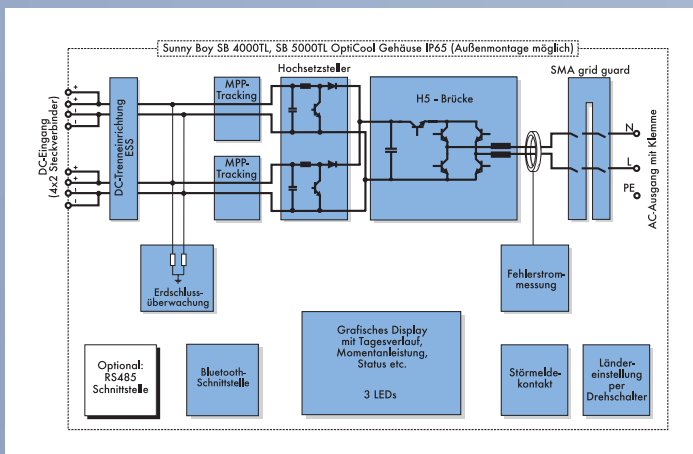 Sunny Boy SB 4000TL, SB 5000TL OptiCool Gehäuse IP65 (Außenmontage möglich)
Hochsetzsteller
SMA grid guard
DC-Eingang
(4x2 Steckverbinder)
+
+
-
-
+
+
-
-
DC-Trenneinrichtung
ESS
MPP-
Tracking
MPP-
Tracking
H5 - Brücke
N
L
PE
AC-Ausgang mit Klemme
Erdschluss-
überwachung
Fehlerstrom-
messung
Optional:
RS485
Schnittstelle
Bluetooth-
Schnittstelle
Grafisches Display
mit Tagesverlauf,
Momentanleistung,
Status etc.
3 LEDs
Störmelde-
kontakt
Länder-
einstellung
per
Drehschalter